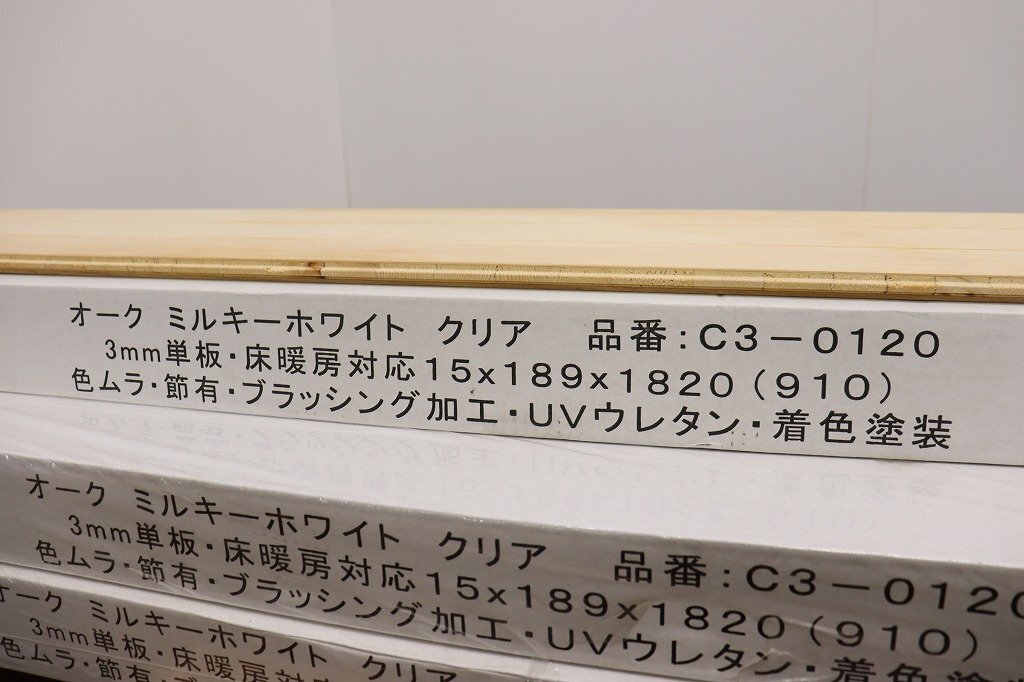 オーク ミルキーホワイト クリア 品番:C3-0120
3mm単板・床暖房対応15x189x1820(910)
色ムラ・節有・ブラッシング加工・UVウレタン・着色塗装
オーク ミルキーホワイト クリア 品番:C3-0120
3mm単板・床暖房対応15x189x1820(910)
色ムラ・節有・ブラッシング加工・UVウレタン・着色塗
オーク ミルキーホワイト クリア
3mm単板・床暖房対応
色ムラ・節有・ブラ